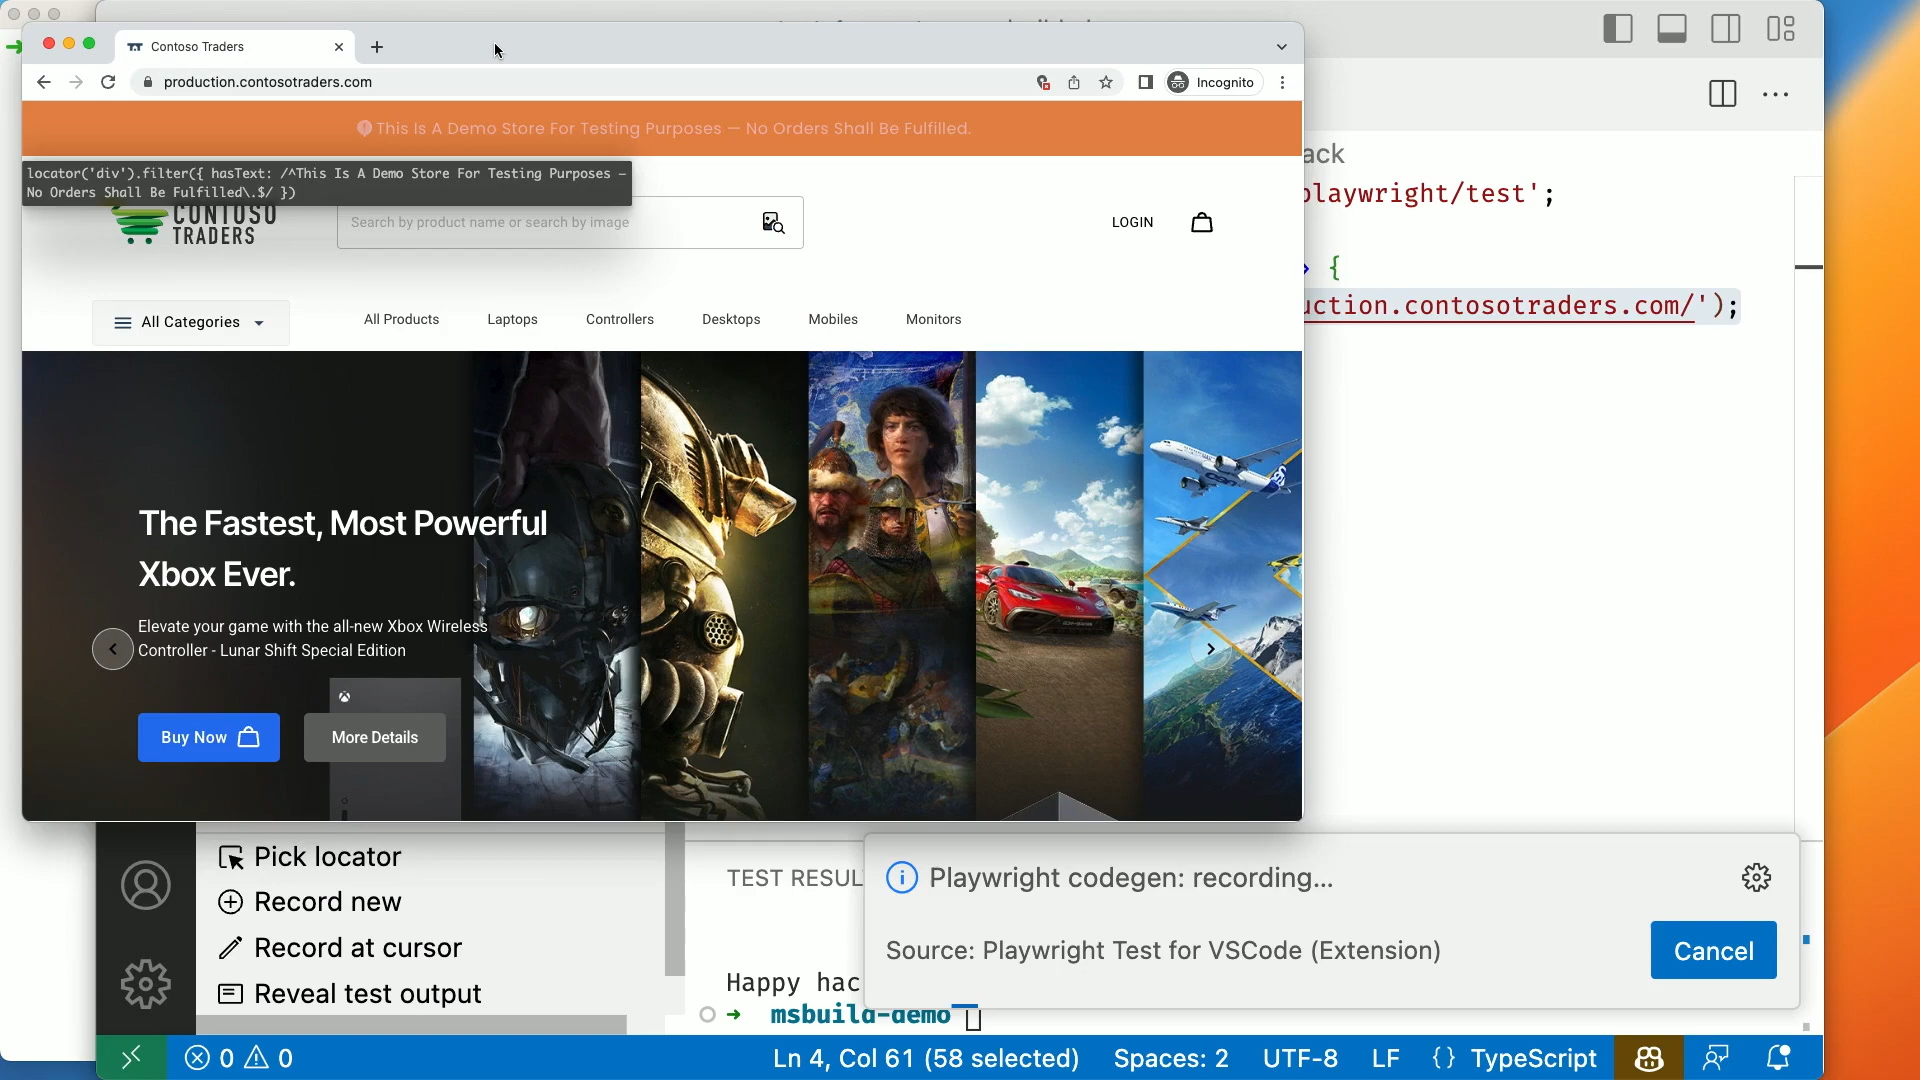 Contoso Traders
production.contosotraders.com
Incognito
This Is A Demo Store For Testing Purposes — No Orders Shall Be Fulfilled.
locator('div').filter({ hasText: /^This Is A Demo Store For Testing Purposes —
No Orders Shall Be Fulfilled\.$/ })
CONTOSO
TRADERS
Search by product name or search by image
LOGIN
All Categories
All Products
Laptops
Controllers
Desktops
Mobiles
Monitors
The Fastest, Most Powerful
Xbox Ever.
Elevate your game with the all-new Xbox Wireless
Controller - Lunar Shift Special Edition
Buy Now
More Details
ack
playwright/test';
{
uction.contosotraders.com/');
Pick locator
Record new
Record at cursor
Reveal test output
TEST RESUL
Happy hac
➜ msbuild-demo
Playwright codegen: recording...
Source: Playwright Test for VSCode (Extension)
Cancel
0 0
Ln 4, Col 61 (58 selected)
Spaces: 2
UTF-8
LF
{} TypeScript